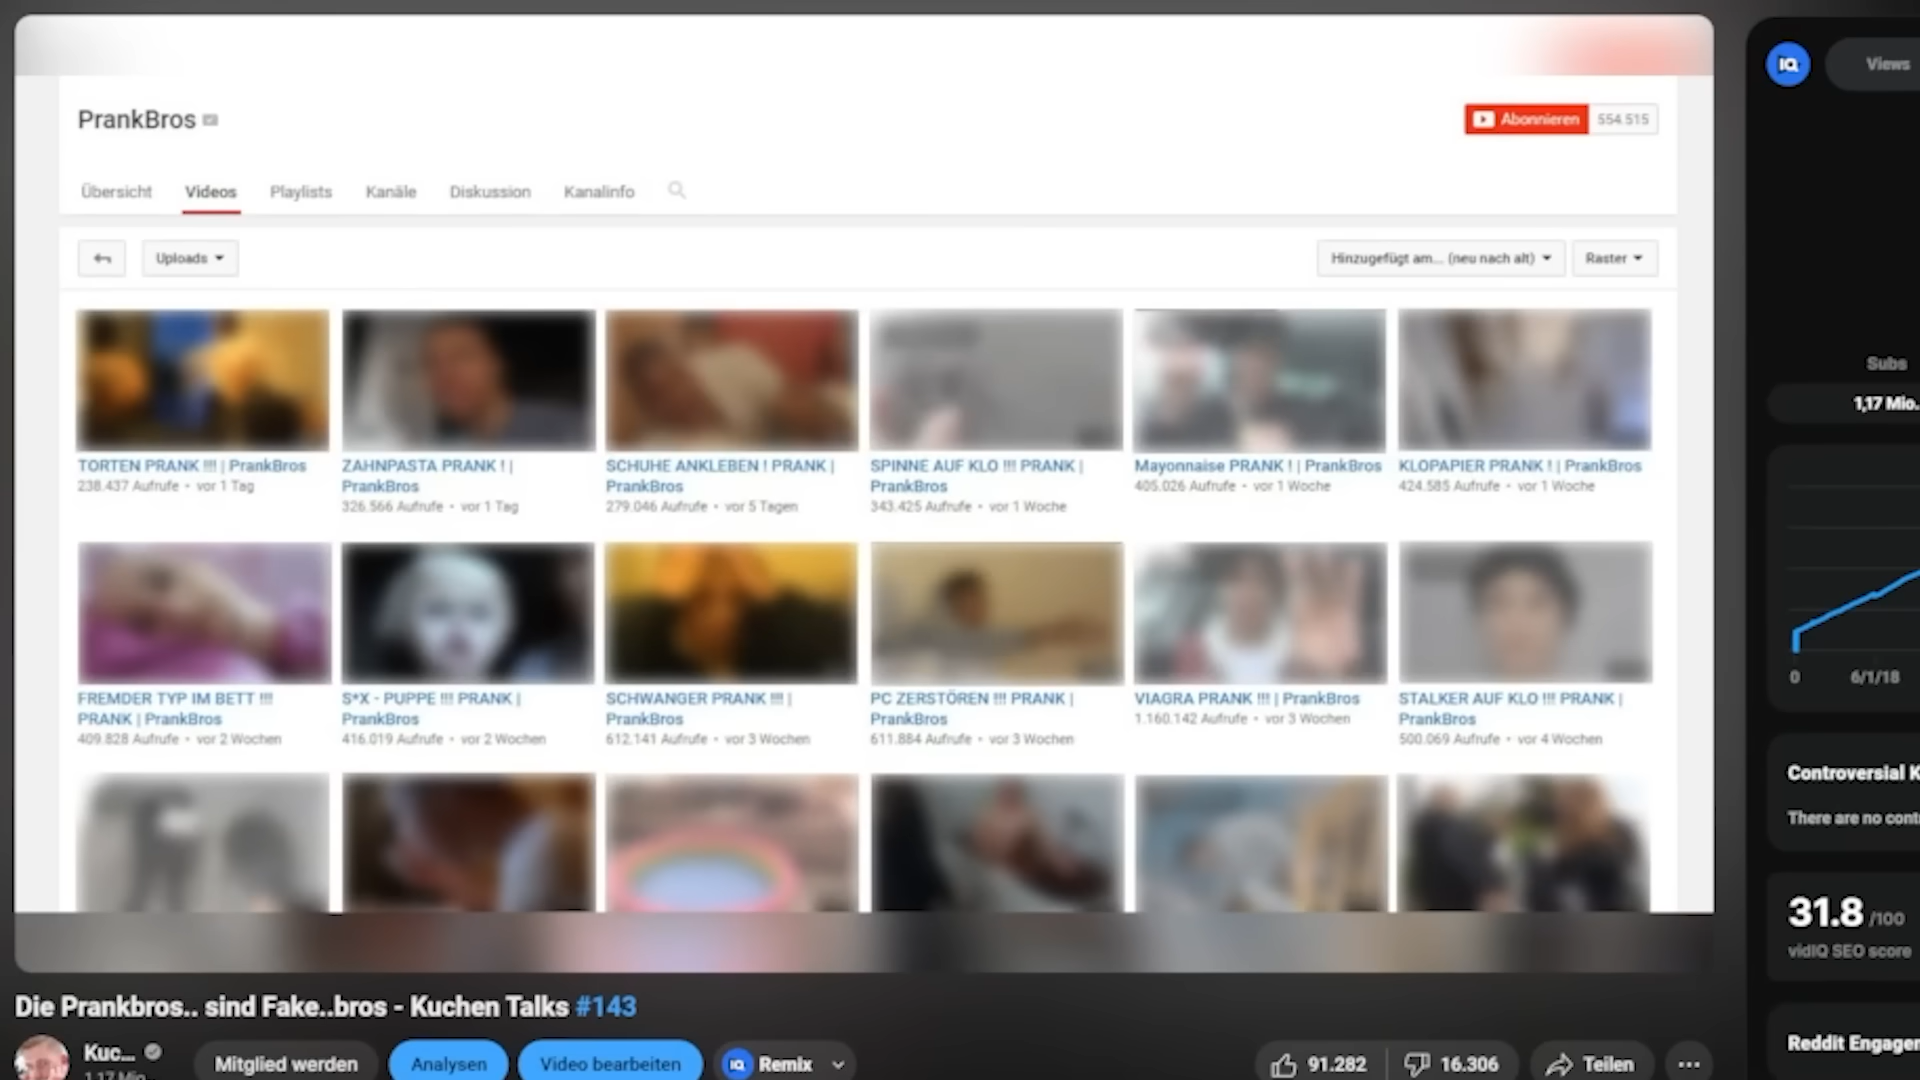 PrankBros
Abonnieren 554.515
Übersicht Videos Playlists Kanäle Diskussion Kanalinfo
Uploads
Hinzugefügt am... (neu nach alt) Raster
TORTEN PRANK !!! | PrankBros
238.437 Aufrufe • vor 1 Tag
ZAHNPASTA PRANK ! |
PrankBros
326.566 Aufrufe • vor 1 Tag
SCHUHE ANKLEBEN ! PRANK |
PrankBros
279.046 Aufrufe • vor 5 Tagen
SPINNE AUF KLO !!! PRANK |
PrankBros
343.425 Aufrufe • vor 1 Woche
Mayonnaise PRANK ! | PrankBros
405.026 Aufrufe • vor 1 Woche
KLOPAPIER PRANK ! | PrankBros
424.585 Aufrufe • vor 1 Woche
FREMDER TYP IM BETT !!!
PRANK | PrankBros
409.828 Aufrufe • vor 2 Wochen
S*X - PUPPE !!! PRANK |
PrankBros
416.019 Aufrufe • vor 2 Wochen
SCHWANGER PRANK !!! |
PrankBros
612.141 Aufrufe • vor 3 Wochen
PC ZERSTÖREN !!! PRANK |
PrankBros
611.884 Aufrufe • vor 3 Wochen
VIAGRA PRANK !!! | PrankBros
1.160.142 Aufrufe • vor 3 Wochen
STALKER AUF KLO !!! PRANK |
PrankBros
500.069 Aufrufe • vor 4 Wochen
Die Prankbros.. sind Fake..bros - Kuchen Talks #143
Kuc...
1,17 Mio.
Mitglied werden Analysen Video bearbeiten IQ Remix
91.282 16.306 Teilen
IQ Views
Subs
1,17 Mio.
0 6/1/18
Controversial K
There are no cont
31.8 /100
vidIQ SEO score
Reddit Engage